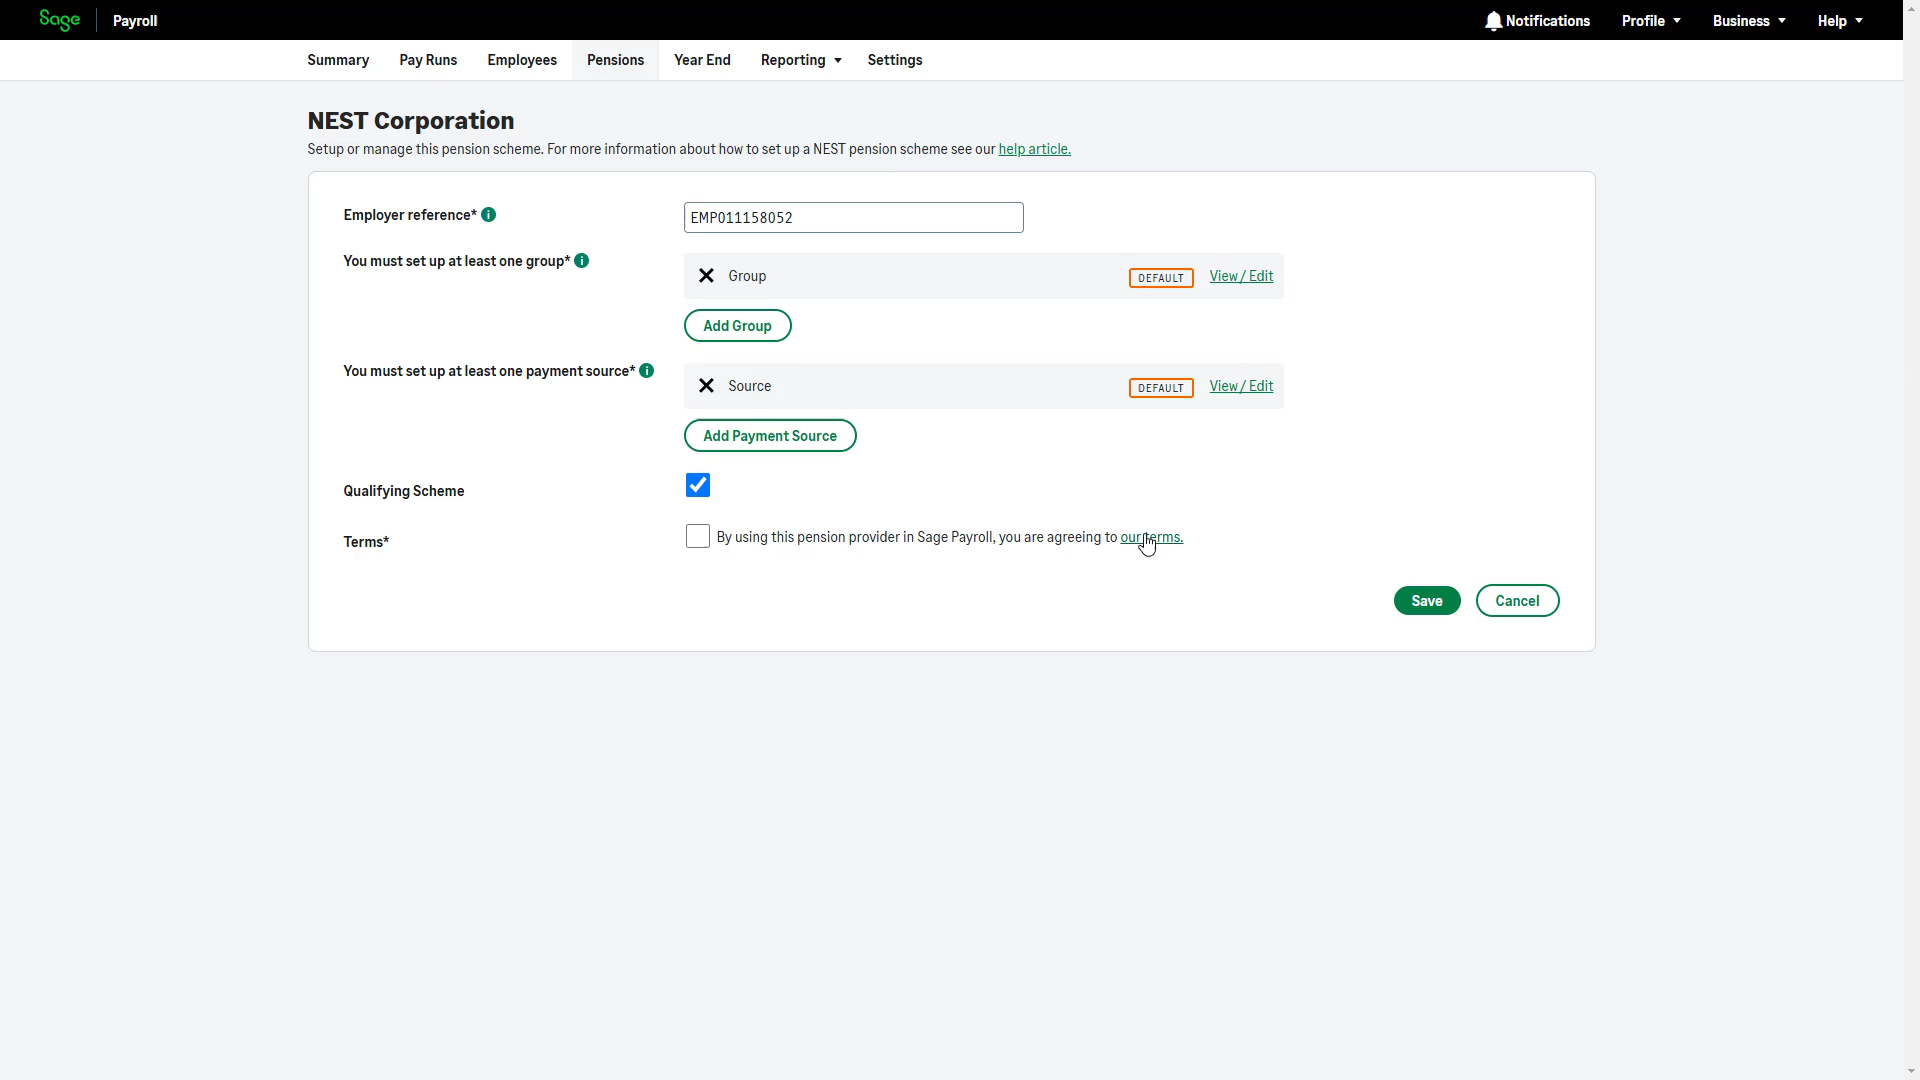 Sage Payroll Notifications Profile Business Help
Summary Pay Runs Employees Pensions Year End Reporting Settings
NEST Corporation
Setup or manage this pension scheme. For more information about how to set up a NEST pension scheme see our help article.
Employer reference* i EMP011158052
You must set up at least one group* i Group DEFAULT View / Edit
Add Group
You must set up at least one payment source* i Source DEFAULT View / Edit
Add Payment Source
Qualifying Scheme
Terms* By using this pension provider in Sage Payroll, you are agreeing to our terms.
Save Cancel